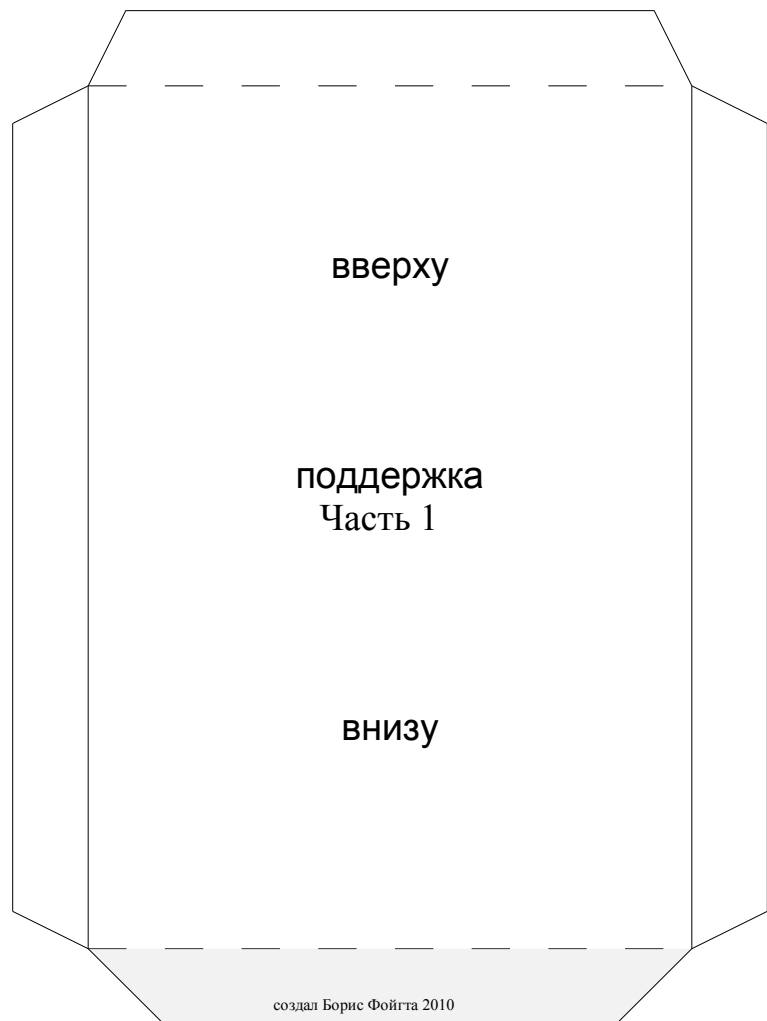 вверху
поддержка
Часть 1
внизу
создал Борис Фойгта 2010